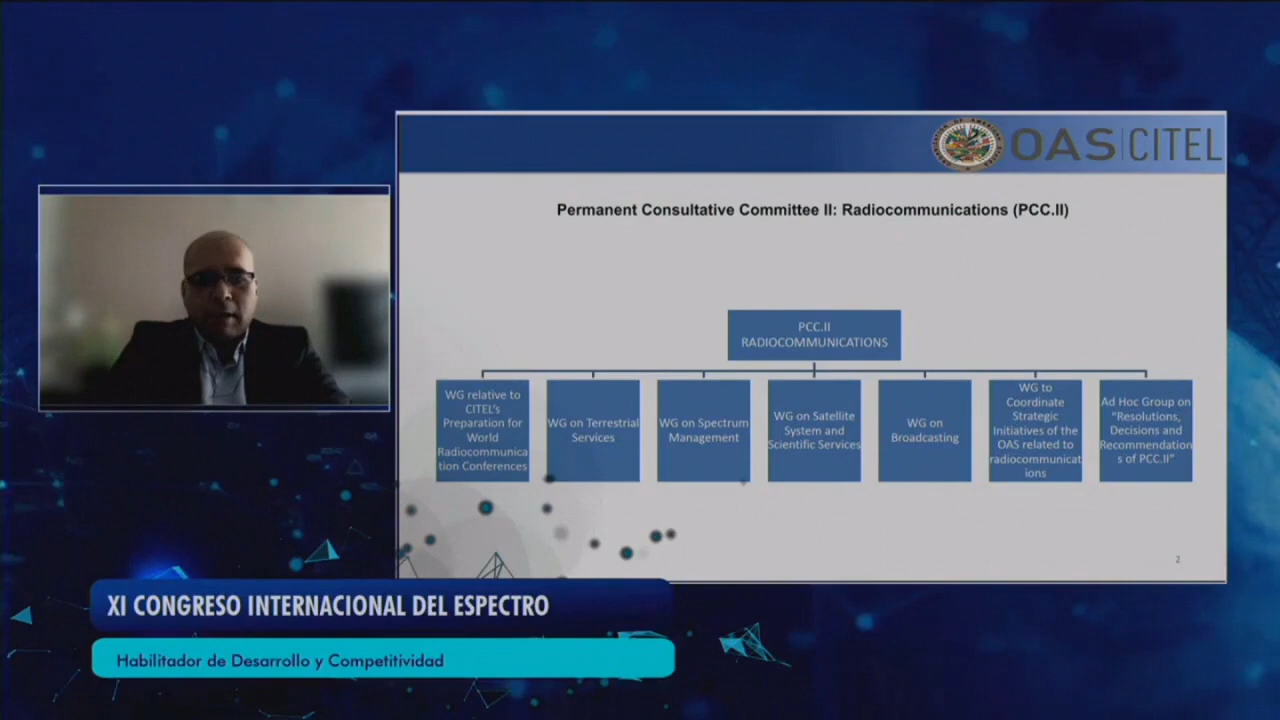 OAS|CITEL
Permanent Consultative Committee II: Radiocommunications (PCC.II)
PCC.II
RADIOCOMMUNICATIONS
WG relative to
CITEL's
Preparation for
World
Radiocommunica
tion Conferences
WG on Terrestrial
Services
WG on Spectrum
Management
WG on Satellite
System and
Scientific Services
WG on
Broadcasting
WG to
Coordinate
Strategic
Initiatives of the
OAS related to
radiocommunicat
ions
Ad Hoc Group on
"Resolutions,
Decisions and
Recommendation
s of PCC.II"
2
XI CONGRESO INTERNACIONAL DEL ESPECTRO
Habilitador de Desarrollo y Competitividad